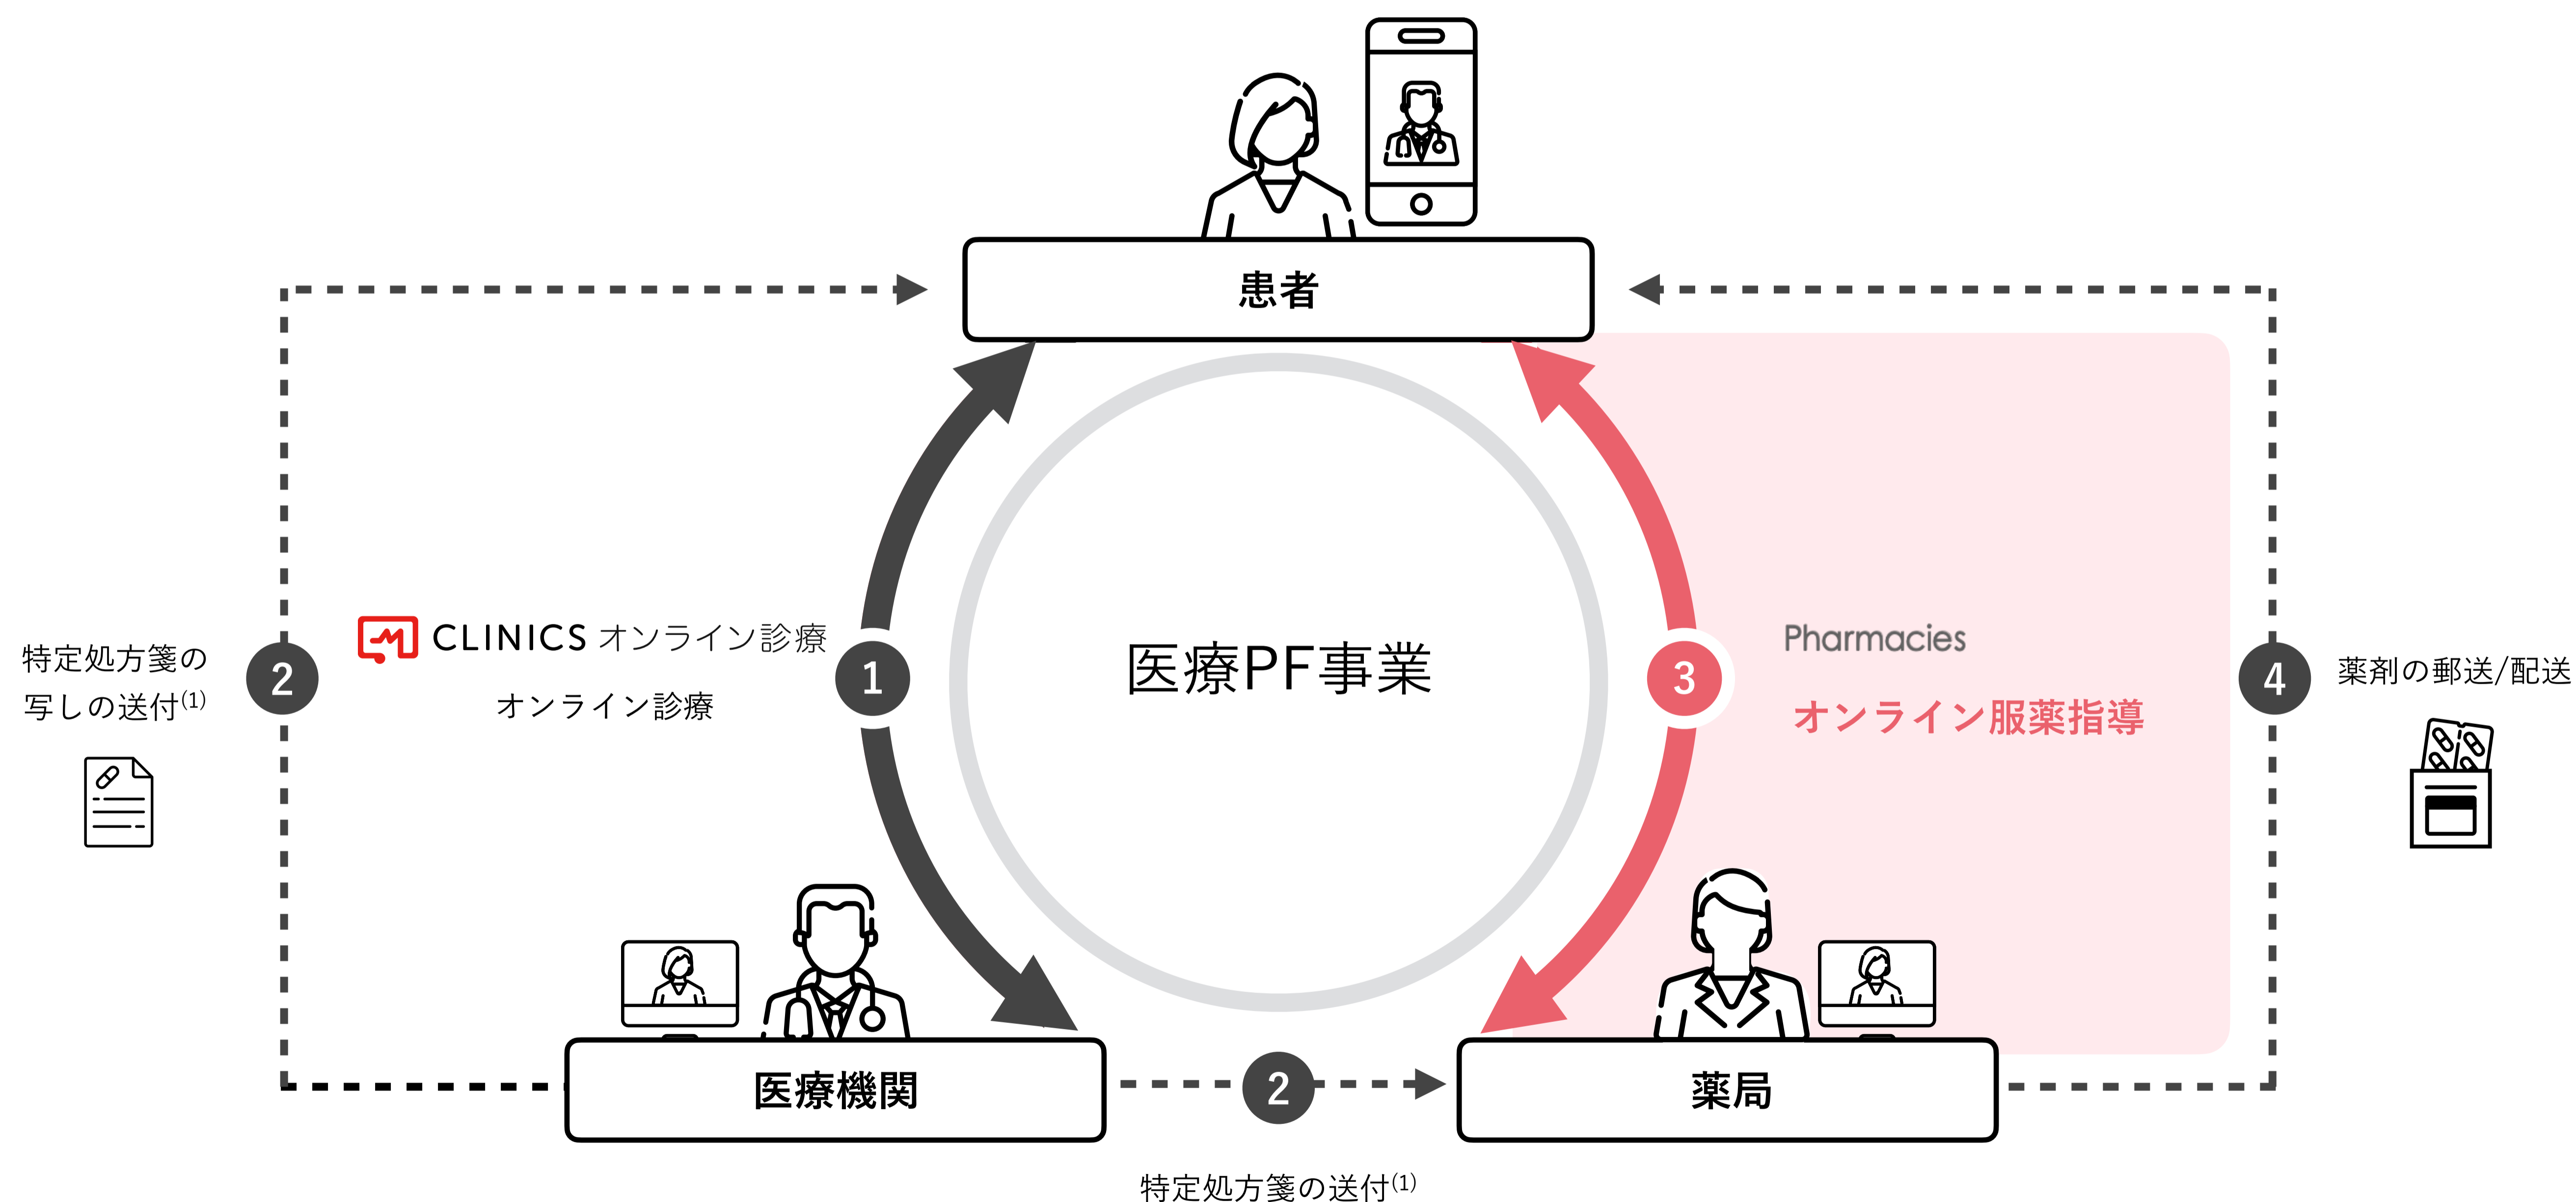 患者
特定処方箋の
写しの送付(1)
2
CLINICS オンライン診療
オンライン診療
1
医療PF事業
3
Pharmacies
オンライン服薬指導
4
薬剤の郵送/配送
医療機関
2
薬局
特定処方箋の送付(1)